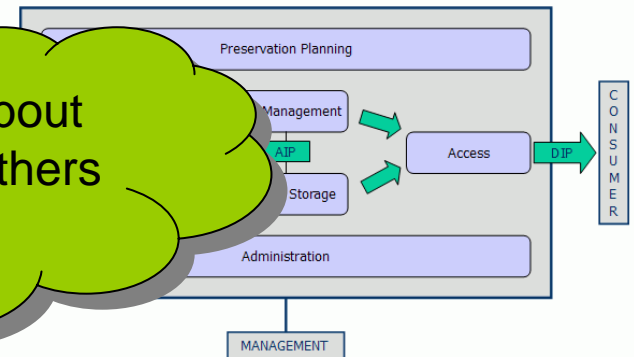 Preservation Planning
bout
thers
Management
AIP
Storage
Access
DIP
CONSUMER
Administration
MANAGEMENT